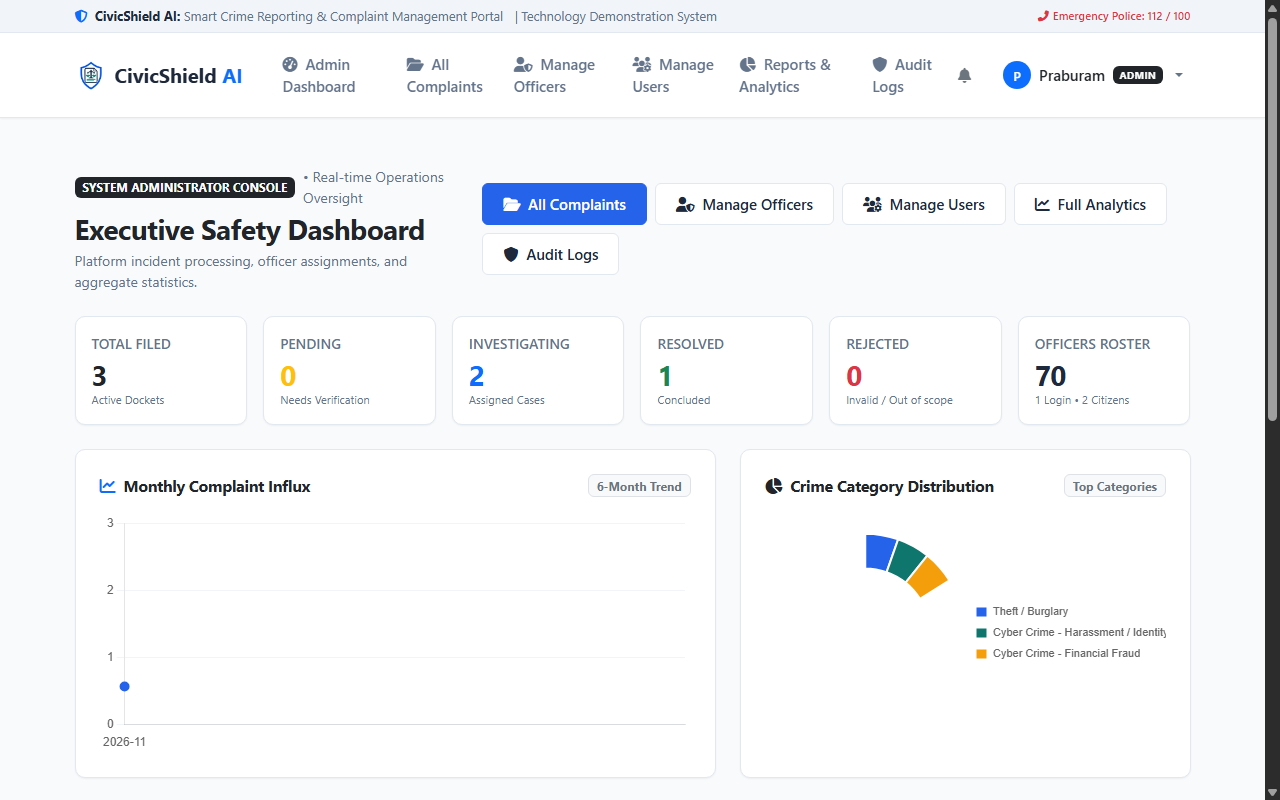 CivicShield AI: Smart Crime Reporting & Complaint Management Portal | Technology Demonstration System
Emergency Police: 112 / 100
CivicShield AI
Admin Dashboard
All Complaints
Manage Officers
Manage Users
Reports & Analytics
Audit Logs
P Praburam ADMIN
SYSTEM ADMINISTRATOR CONSOLE • Real-time Operations Oversight
Executive Safety Dashboard
Platform incident processing, officer assignments, and
aggregate statistics.
All Complaints
Manage Officers
Manage Users
Full Analytics
Audit Logs
TOTAL FILED
3
Active Dockets
PENDING
0
Needs Verification
INVESTIGATING
2
Assigned Cases
RESOLVED
1
Concluded
REJECTED
0
Invalid / Out of scope
OFFICERS ROSTER
70
1 Login • 2 Citizens
Monthly Complaint Influx
6-Month Trend
3
2
1
0
2026-11
Crime Category Distribution
Top Categories
Theft / Burglary
Cyber Crime - Harassment / Identity
Cyber Crime - Financial Fraud